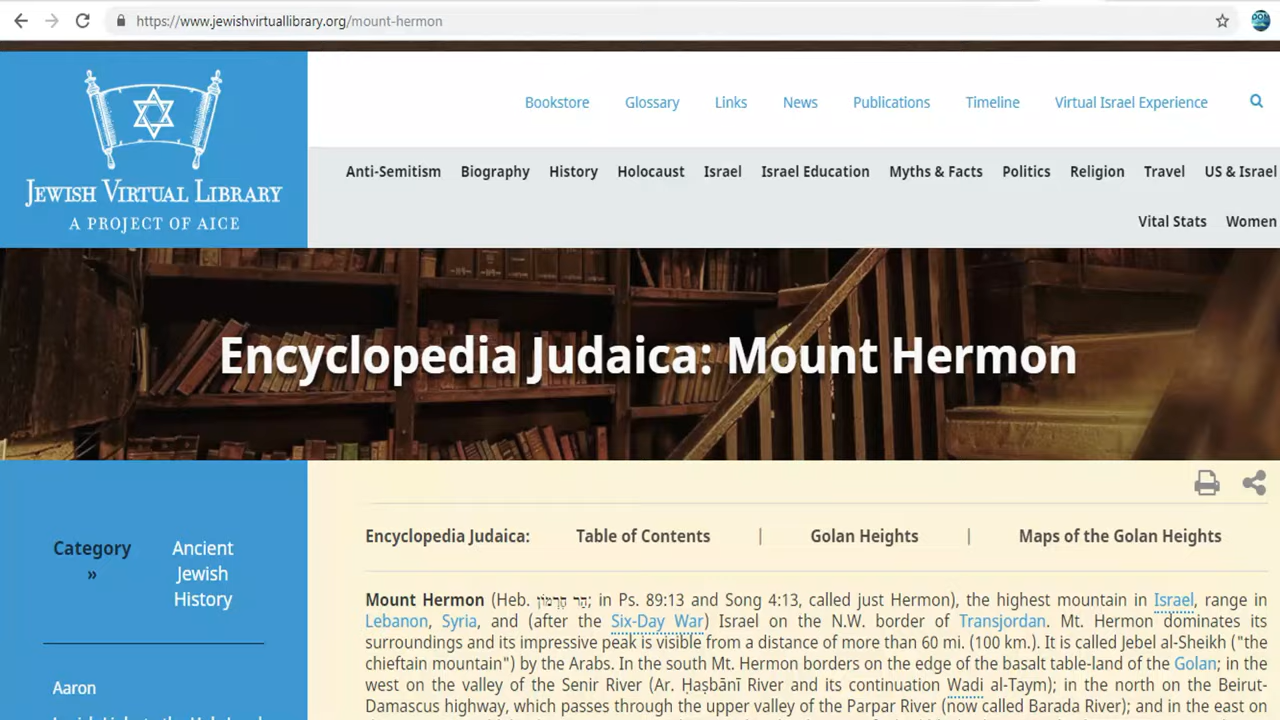 https://www.jewishvirtuallibrary.org/mount-hermon
JEWISH VIRTUAL LIBRARY
A PROJECT OF AICE
Bookstore Glossary Links News Publications Timeline Virtual Israel Experience
Anti-Semitism Biography History Holocaust Israel Israel Education Myths & Facts Politics Religion Travel US & Israel
Vital Stats Women
Encyclopedia Judaica: Mount Hermon
Category »
Ancient
Jewish
History
Aaron
Encyclopedia Judaica: Table of Contents | Golan Heights | Maps of the Golan Heights
Mount Hermon (Heb. הַר חֶרְמוֹן; in Ps. 89:13 and Song 4:13, called just Hermon), the highest mountain in Israel, range in
Lebanon, Syria, and (after the Six-Day War) Israel on the N.W. border of Transjordan. Mt. Hermon dominates its
surroundings and its impressive peak is visible from a distance of more than 60 mi. (100 km.). It is called Jebel al-Sheikh ("the
chieftain mountain") by the Arabs. In the south Mt. Hermon borders on the edge of the basalt table-land of the Golan; in the
west on the valley of the Senir River (Ar. Ḥaṣbānī River and its continuation Wadi al-Taym); in the north on the Beirut-
Damascus highway, which passes through the upper valley of the Parpar River (now called Barada River); and in the east on